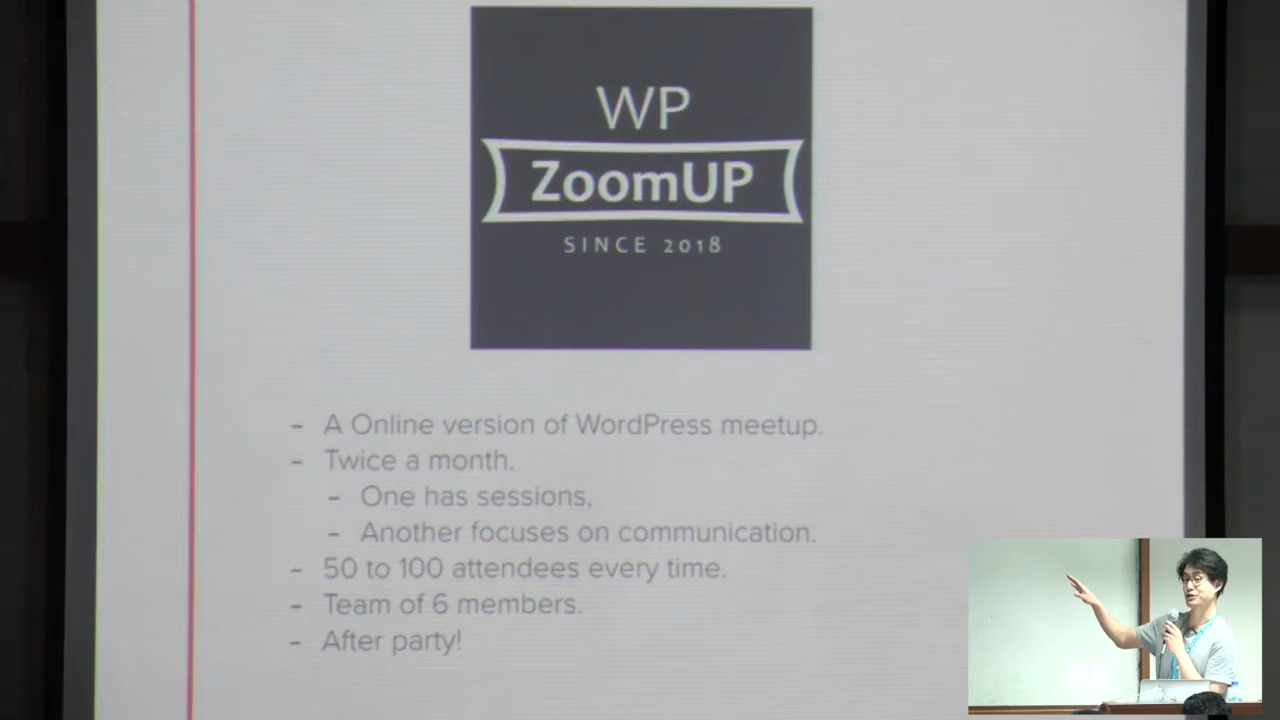 WP
ZoomUP
SINCE 2018
- A Online version of WordPress meetup.
- Twice a month.
- One has sessions,
- Another focuses on communication.
- 50 to 100 attendees every time.
- Team of 6 members.
- After party!